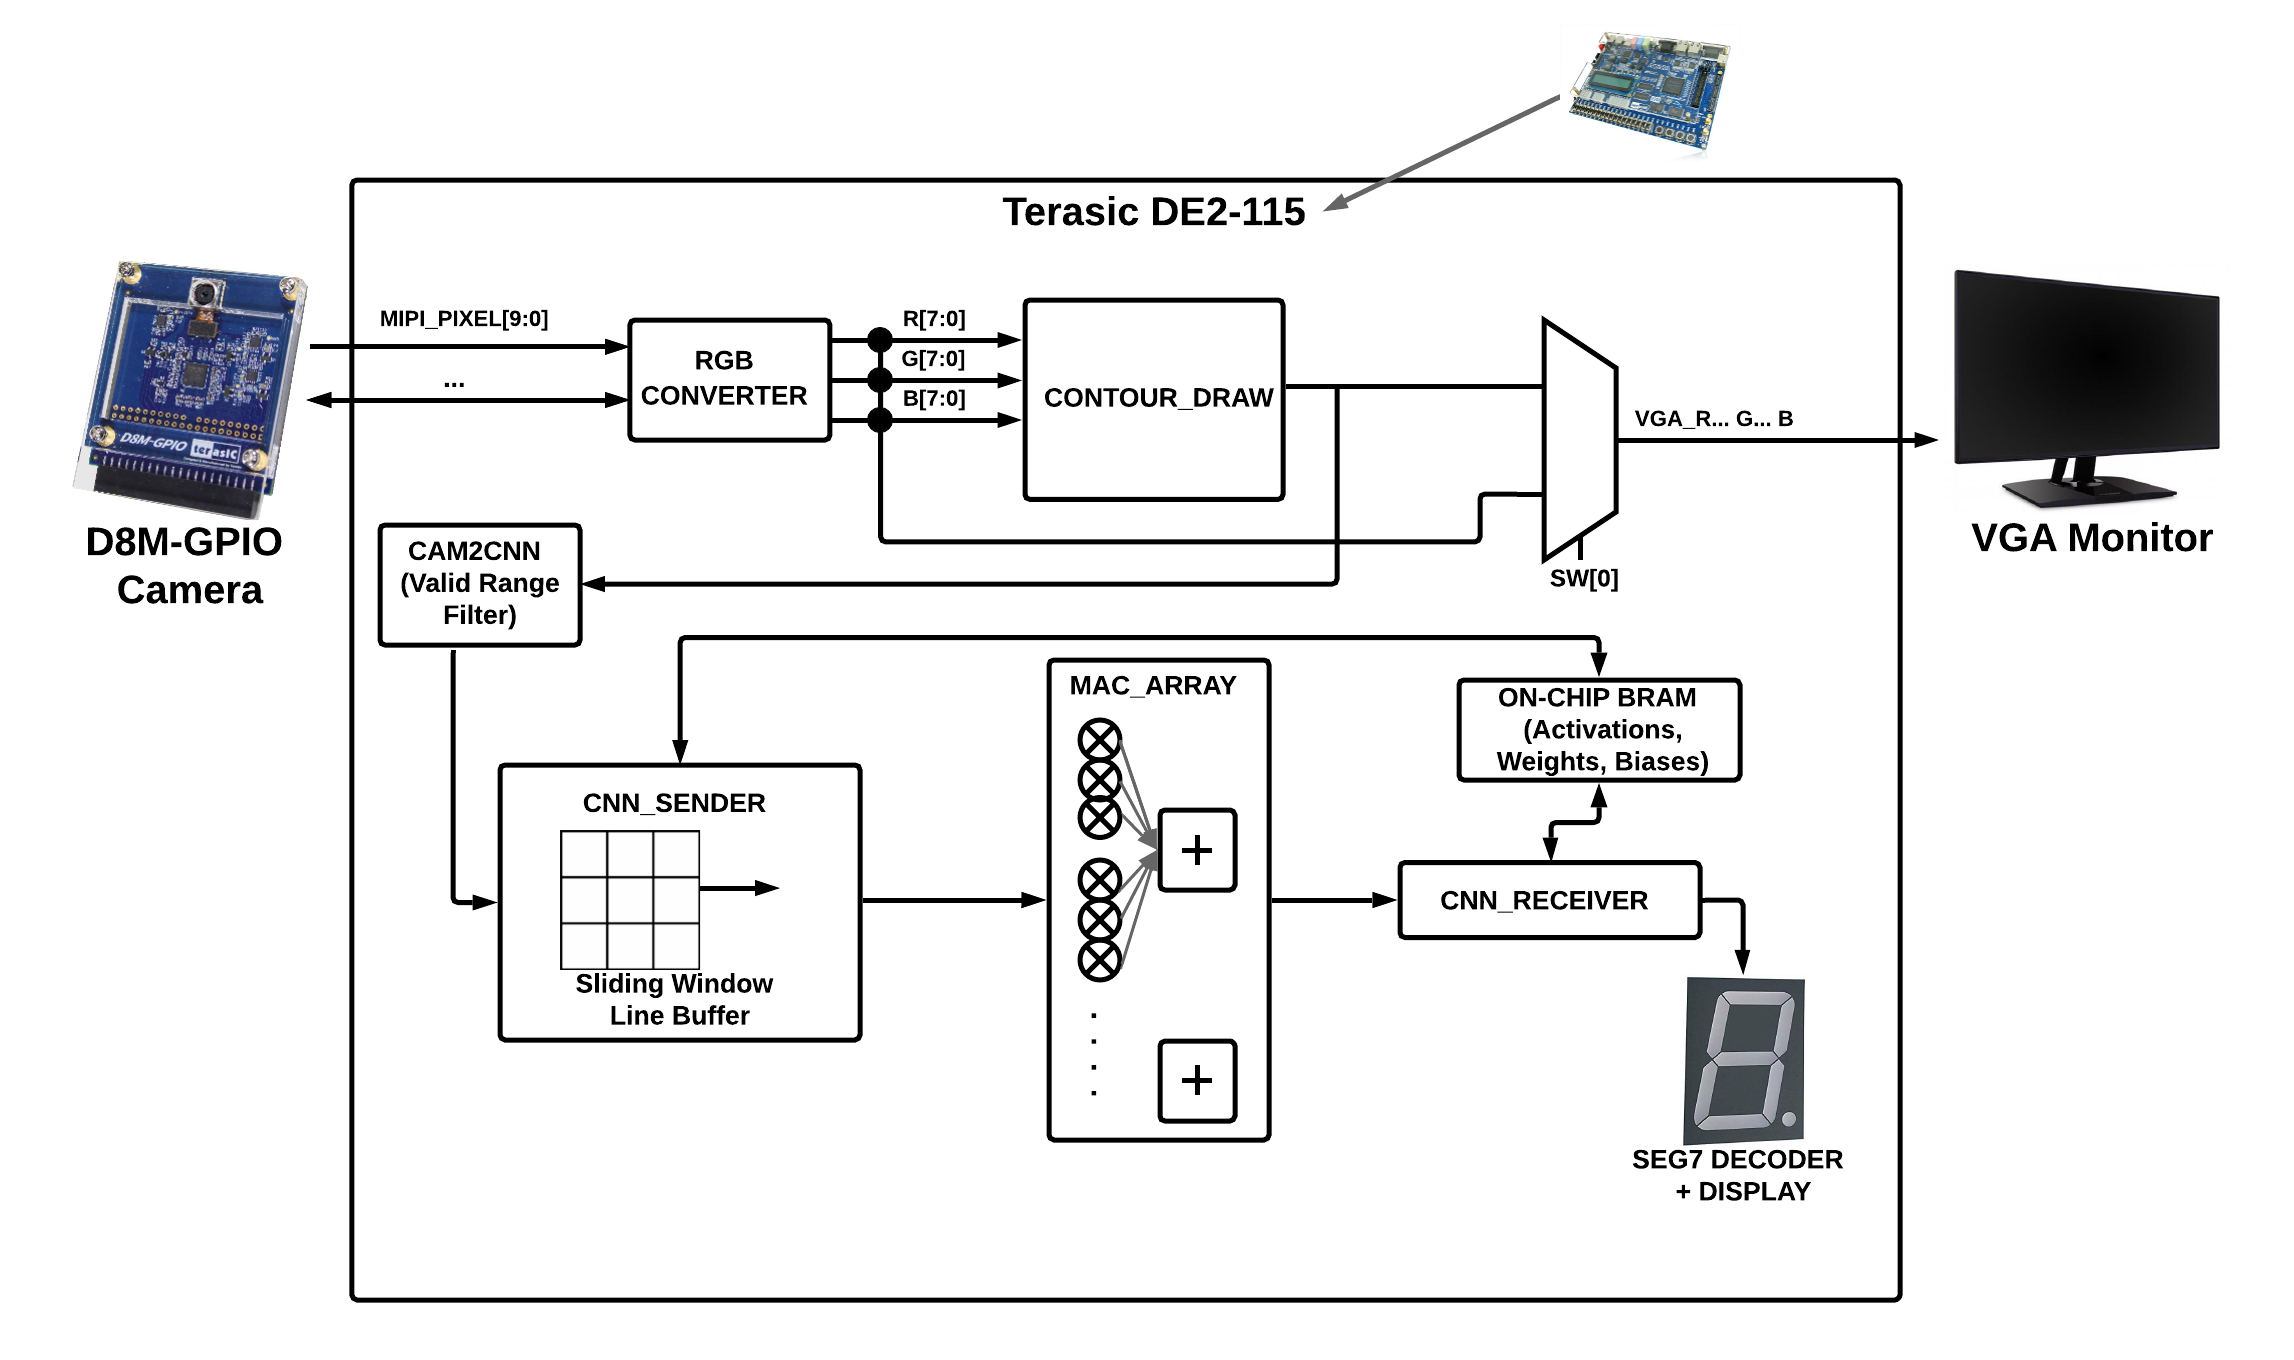 Terasic DE2-115
MIPI_PIXEL[9:0]
...
RGB
CONVERTER
R[7:0]
G[7:0]
B[7:0]
CONTOUR_DRAW
VGA_R... G... B
SW[0]
D8M-GPIO
terasIC
D8M-GPIO
Camera
VGA Monitor
CAM2CNN
(Valid Range
Filter)
MAC_ARRAY
+
+
ON-CHIP BRAM
(Activations,
Weights, Biases)
CNN_SENDER
Sliding Window
Line Buffer
CNN_RECEIVER
SEG7 DECODER
+ DISPLAY